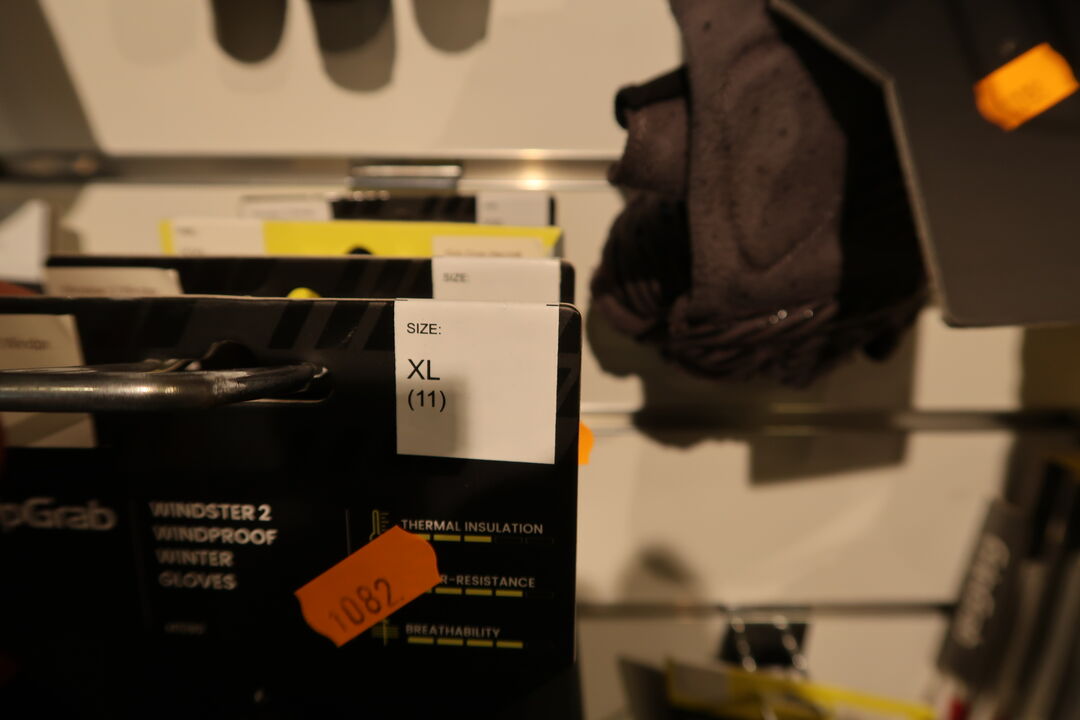 SIZE:
SIZE:
XL
(11)
pGrab
WINDSTER 2
WINDPROOF
WINTER
GLOVES
THERMAL INSULATION
R-RESISTANCE
BREATHABILITY
1082